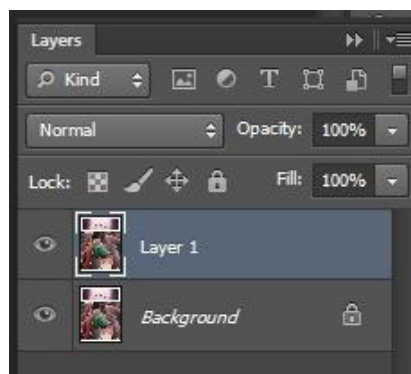 Layers
Kind T
Normal Opacity: 100%
Lock: Fill: 100%
Layer 1
Background